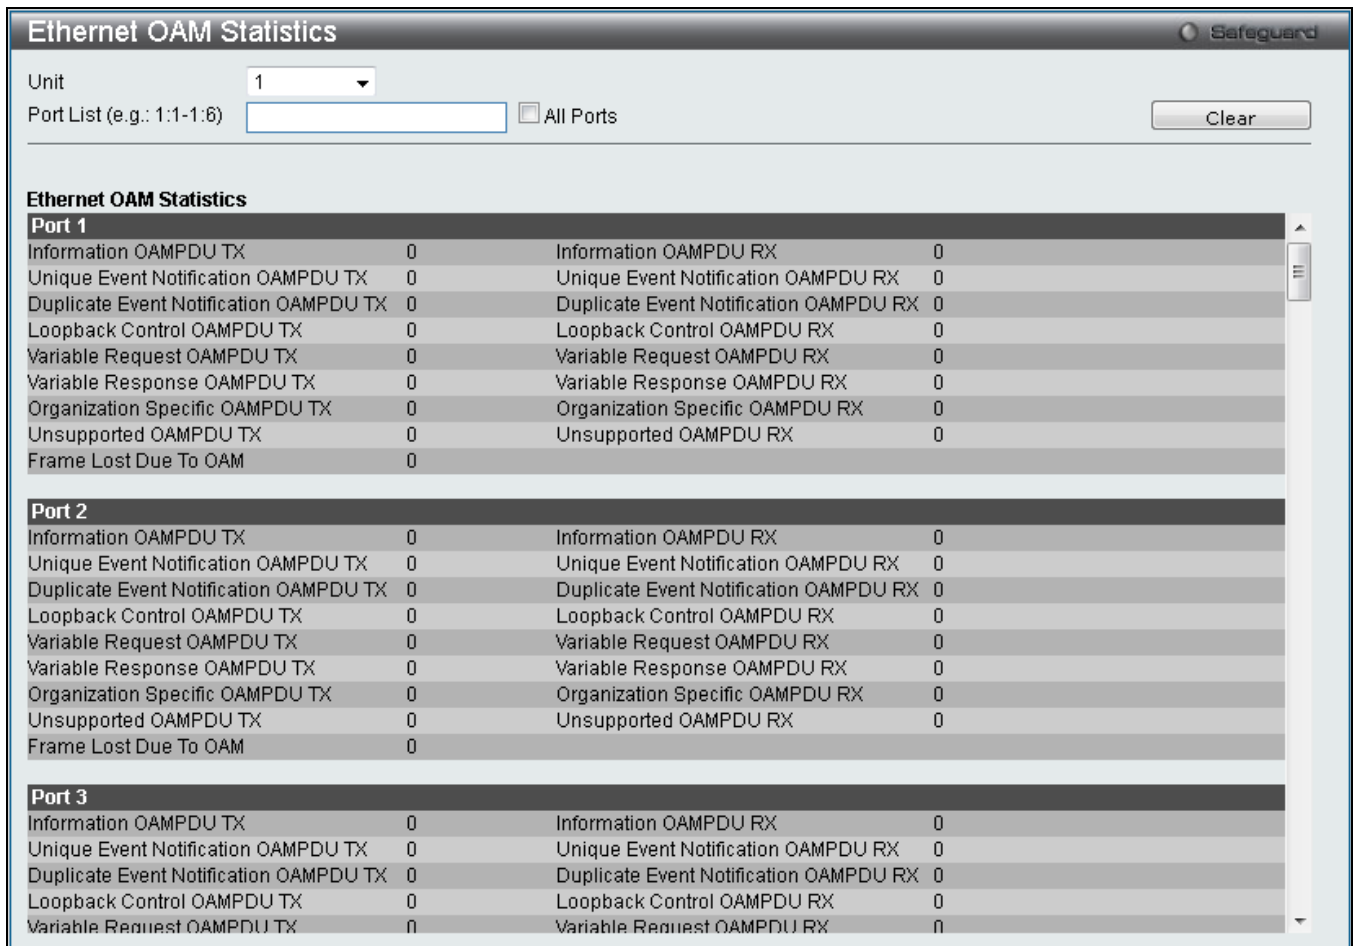 Ethernet OAM Statistics Safeguard
Unit 1
Port List (e.g.: 1:1-1:6) All Ports Clear
Ethernet OAM Statistics
Port 1
Information OAMPDU TX 0 Information OAMPDU RX 0
Unique Event Notification OAMPDU TX 0 Unique Event Notification OAMPDU RX 0
Duplicate Event Notification OAMPDU TX 0 Duplicate Event Notification OAMPDU RX 0
Loopback Control OAMPDU TX 0 Loopback Control OAMPDU RX 0
Variable Request OAMPDU TX 0 Variable Request OAMPDU RX 0
Variable Response OAMPDU TX 0 Variable Response OAMPDU RX 0
Organization Specific OAMPDU TX 0 Organization Specific OAMPDU RX 0
Unsupported OAMPDU TX 0 Unsupported OAMPDU RX 0
Frame Lost Due To OAM 0
Port 2
Information OAMPDU TX 0 Information OAMPDU RX 0
Unique Event Notification OAMPDU TX 0 Unique Event Notification OAMPDU RX 0
Duplicate Event Notification OAMPDU TX 0 Duplicate Event Notification OAMPDU RX 0
Loopback Control OAMPDU TX 0 Loopback Control OAMPDU RX 0
Variable Request OAMPDU TX 0 Variable Request OAMPDU RX 0
Variable Response OAMPDU TX 0 Variable Response OAMPDU RX 0
Organization Specific OAMPDU TX 0 Organization Specific OAMPDU RX 0
Unsupported OAMPDU TX 0 Unsupported OAMPDU RX 0
Frame Lost Due To OAM 0
Port 3
Information OAMPDU TX 0 Information OAMPDU RX 0
Unique Event Notification OAMPDU TX 0 Unique Event Notification OAMPDU RX 0
Duplicate Event Notification OAMPDU TX 0 Duplicate Event Notification OAMPDU RX 0
Loopback Control OAMPDU TX 0 Loopback Control OAMPDU RX 0
Variable Request OAMPDU TX 0 Variable Request OAMPDU RX 0